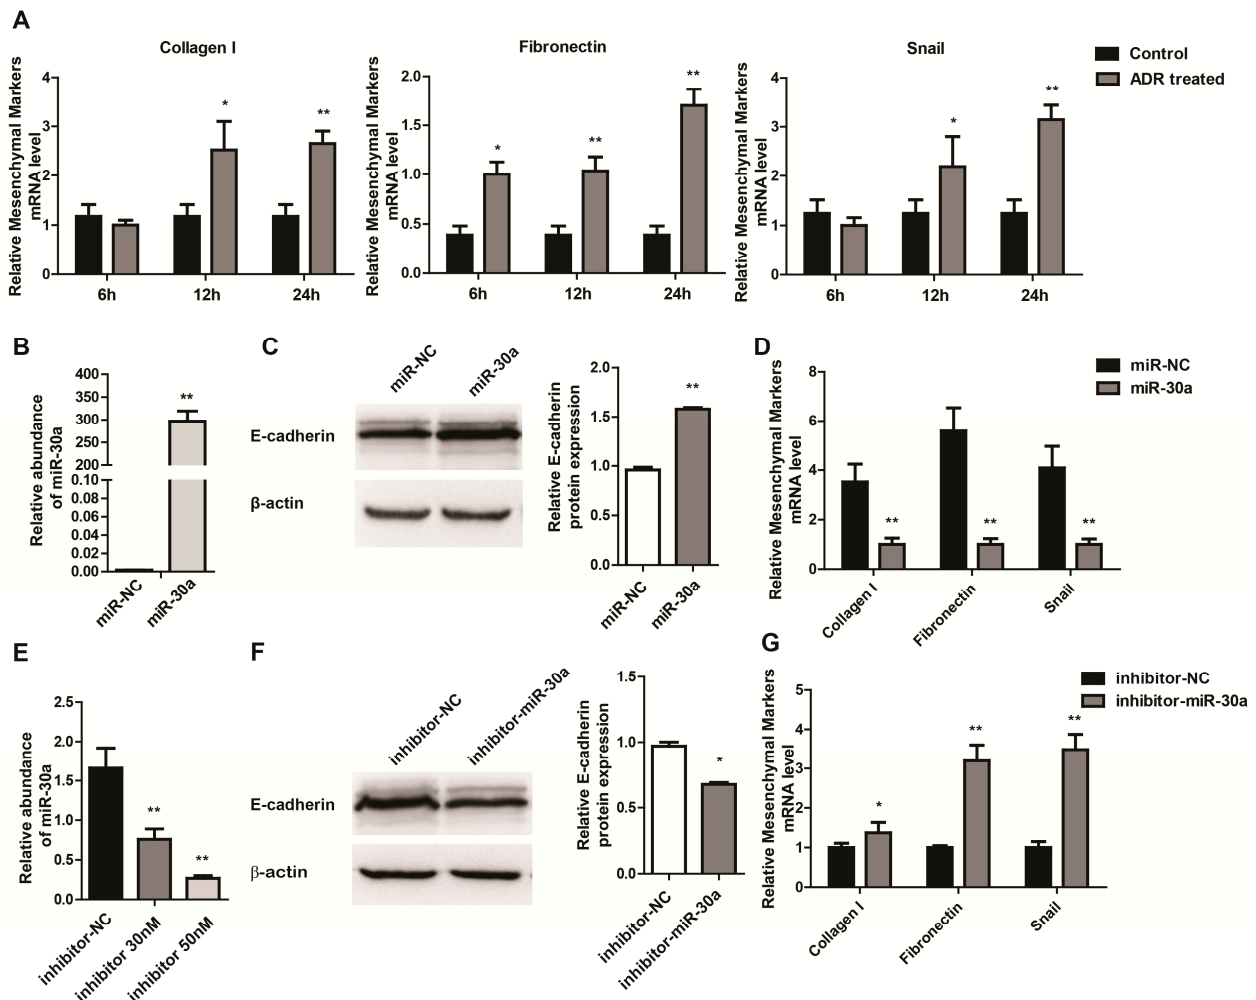 A
Collagen I
Fibronectin
Snail
Control
ADR treated
Relative Mesenchymal Markers
mRNA level
4
3
2
1
0
6h
12h
24h
*
**
Relative Mesenchymal Markers
mRNA level
2.0
1.5
1.0
0.5
0.0
6h
12h
24h
*
**
**
Relative Mesenchymal Markers
mRNA level
4
3
2
1
0
6h
12h
24h
*
**
B
Relative abundance
of miR-30a
400
350
300
250
200
0.10
0.08
0.06
0.04
0.02
0.00
**
miR-NC
miR-30a
C
miR-NC
miR-30a
E-cadherin
β-actin
Relative E-cadherin
protein expression
2.0
1.5
1.0
0.5
0.0
**
miR-NC
miR-30a
D
miR-NC
miR-30a
Relative Mesenchymal Markers
mRNA level
8
6
4
2
0
**
**
**
Collagen I
Fibronectin
Snail
E
Relative abundance
of miR-30a
2.5
2.0
1.5
1.0
0.5
0.0
**
**
inhibitor-NC
inhibitor 30nM
inhibitor 50nM
F
inhibitor-NC
inhibitor-miR-30a
E-cadherin
β-actin
Relative E-cadherin
protein expression
1.5
1.0
0.5
0.0
*
inhibitor-NC
inhibitor-miR-30a
G
inhibitor-NC
inhibitor-miR-30a
Relative Mesenchymal Markers
mRNA level
5
4
3
2
1
0
*
**
**
Collagen I
Fibronectin
Snail